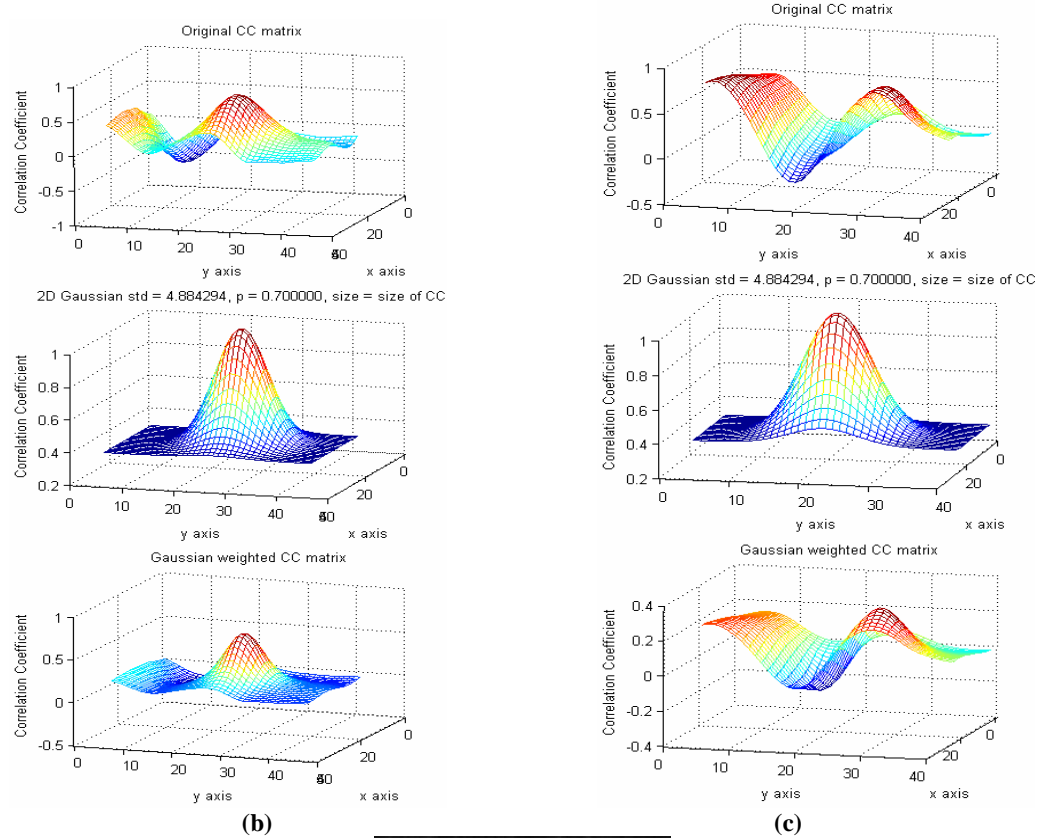 Original CC matrix
1
0.5
0
-0.5
-1
Correlation Coefficient
0
10
20
30
40
y axis
0
20
x axis
2D Gaussian std = 4.884294, p = 0.700000, size = size of CC
1
0.8
0.6
0.4
0.2
Correlation Coefficient
0
10
20
30
40
y axis
0
20
x axis
Gaussian weighted CC matrix
1
0.5
0
-0.5
Correlation Coefficient
0
10
20
30
40
y axis
0
20
x axis
(b)
Original CC matrix
1
0.5
0
-0.5
Correlation Coefficient
0
10
20
30
40
y axis
0
20
x axis
2D Gaussian std = 4.884294, p = 0.700000, size = size of CC
1
0.8
0.6
0.4
0.2
Correlation Coefficient
0
10
20
30
40
y axis
0
20
x axis
Gaussian weighted CC matrix
0.4
0.2
0
-0.2
-0.4
Correlation Coefficient
0
10
20
30
40
y axis
0
20
x axis
(c)